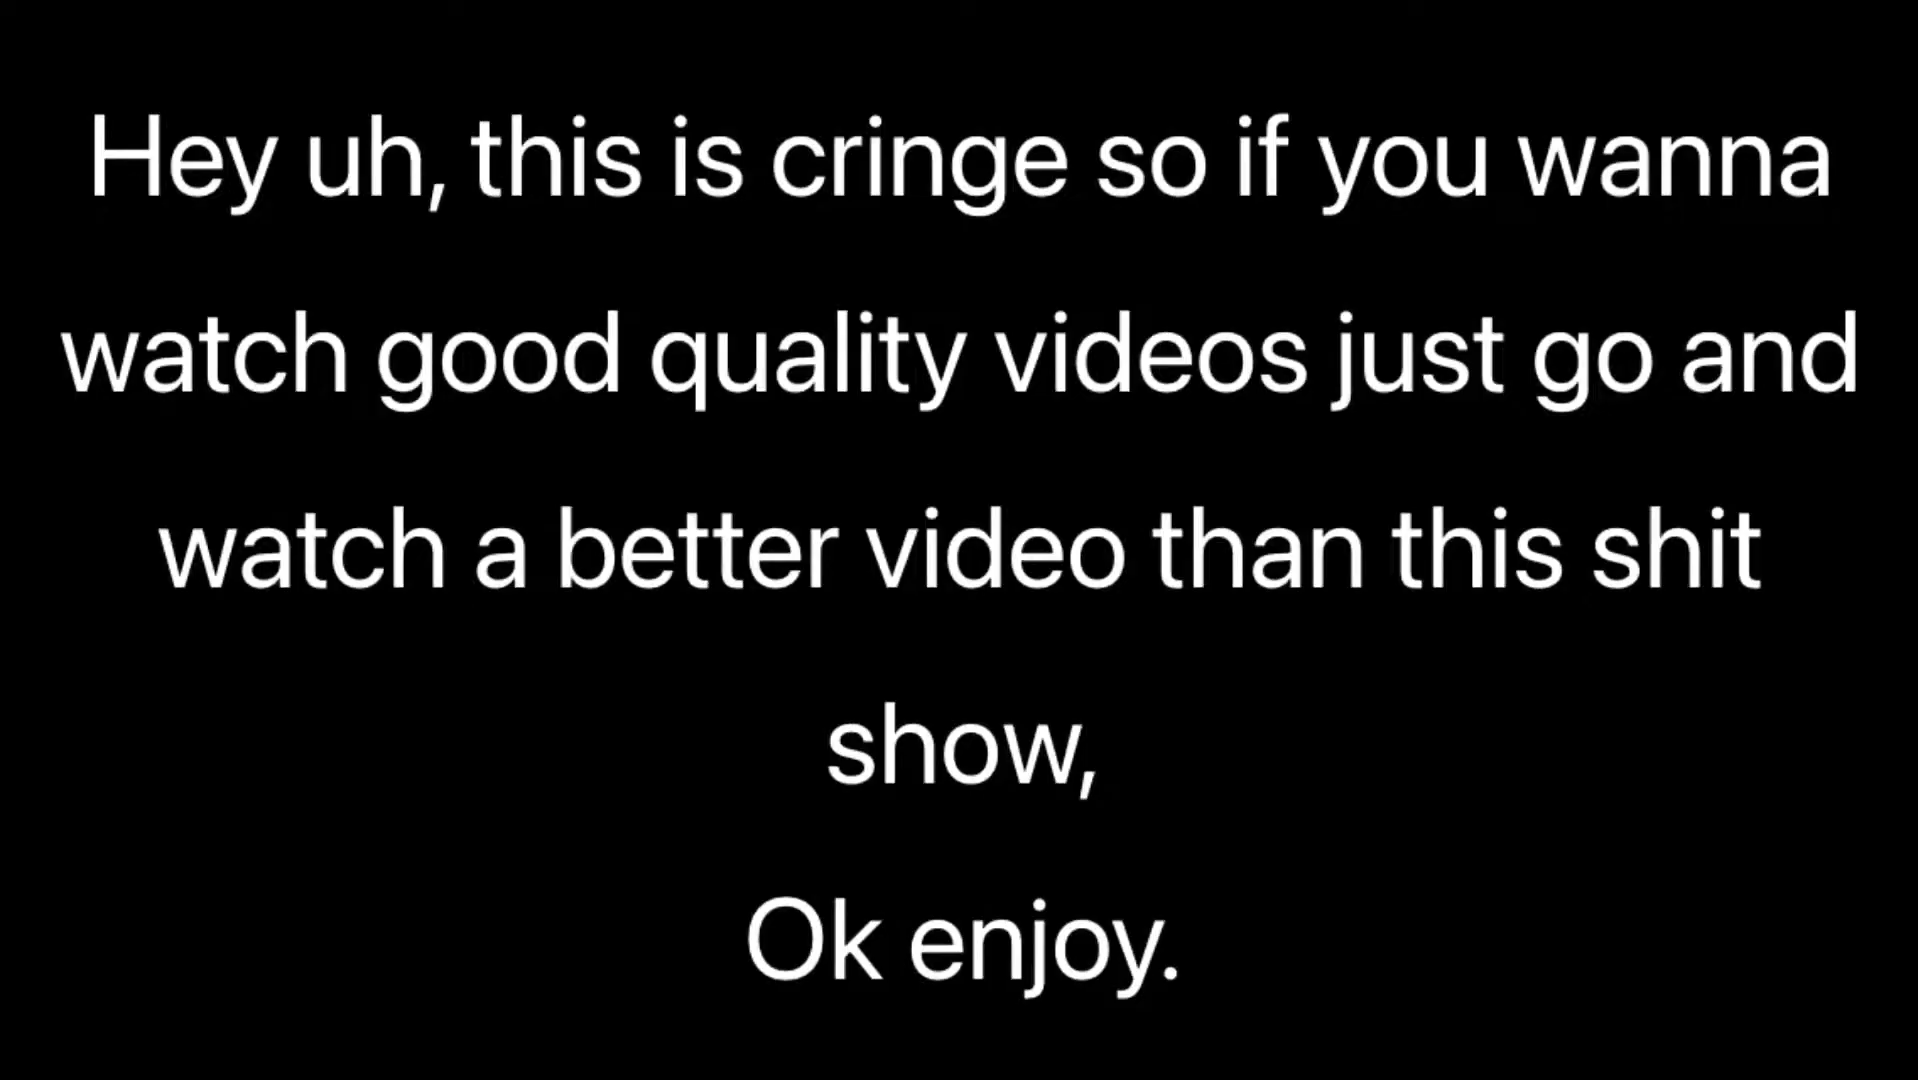 Hey uh, this is cringe so if you wanna
watch good quality videos just go and
watch a better video than this shit
show,
Ok enjoy.